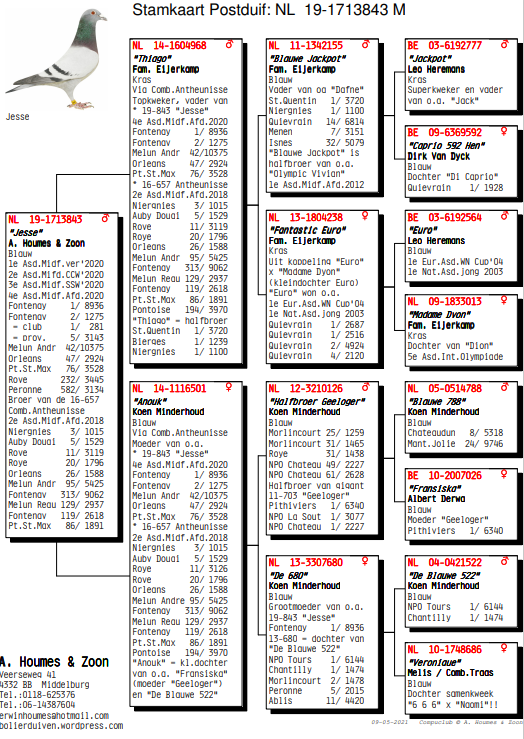 Stamkaart Postduif: NL 19-1713843 M
Jesse
NL 19-1713843 ♂
"Jesse"
A. Houmes & Zoon
Blauw
1e Asd.Midf.ver'2020
2e Asd.Midf.CCW'2020
3e Asd.Midf.SSW'2020
4e Asd.Midf.Afd.2020
Fontenay 1/ 8936
Fontenay 2/ 1275
= club 1/ 281
= prov. 5/ 3143
Melun Andr 42/10375
Orleans 47/ 2924
Pt.St.Max 76/ 3528
Roye 232/ 3445
Peronne 582/ 3134
Broer van de 16-657
Comb.Antheunisse
2e Asd.Midf.Afd.2018
Niergnies 3/ 1015
Auby Douai 5/ 1529
Roye 11/ 3119
Roye 20/ 1796
Orleans 26/ 1588
Melun Andr 95/ 5425
Fontenay 313/ 9062
Melun Reau 129/ 2937
Fontenay 119/ 2618
Pt.St.Max 86/ 1891
NL 14-1604968 ♂
"Thiago"
Fam. Eijerkamp
Kras
Via Comb.Antheunisse
Topkweker, vader van
* 19-843 "Jesse"
4e Asd.Midf.Afd.2020
Fontenay 1/ 8936
Fontenay 2/ 1275
Melun Andr 42/10375
Orleans 47/ 2924
Pt.St.Max 76/ 3528
* 16-657 Antheunisse
2e Asd.Midf.Afd.2018
Niergnies 3/ 1015
Auby Douai 5/ 1529
Roye 11/ 3119
Roye 20/ 1796
Orleans 26/ 1588
Melun Andr 95/ 5425
Fontenay 313/ 9062
Melun Reau 129/ 2937
Fontenay 119/ 2618
Pt.St.Max 86/ 1891
Pontoise 194/ 3970
"Thiago" = halfbroer
St.Quentin 1/ 3720
Bierges 1/ 1239
Niergnies 1/ 1100
NL 14-1116501 ♀
"Anouk"
Koen Minderhoud
Blauw
Via Comb.Antheunisse
Moeder van o.a.
* 19-843 "Jesse"
4e Asd.Midf.Afd.2020
Fontenay 1/ 8936
Fontenay 2/ 1275
Melun Andr 42/10375
Orleans 47/ 2924
Pt.St.Max 76/ 3528
* 16-657 Antheunisse
2e Asd.Midf.Afd.2018
Niergnies 3/ 1015
Auby Douai 5/ 1529
Roye 11/ 3126
Roye 20/ 1796
Orleans 26/ 1588
Melun Andre 95/ 5425
Fontenay 313/ 9062
Melun Reau 129/ 2937
Fontenay 119/ 2618
Pt.St.Max 86/ 1891
Pontoise 194/ 3970
"Anouk" = kl.dochter
van o.a. "Fransiska"
(moeder "Geeloger")
en "De Blauwe 522"
NL 11-1342155 ♂
"Blauwe Jackpot"
Fam. Eijerkamp
Blauw
Vader van oa "Dafne"
St.Quentin 1/ 3720
Niergnies 1/ 1100
Quievrain 14/ 6814
Menen 7/ 3151
Isnes 32/ 5079
"Blauwe Jackpot" is
halfbroer van o.a.
"Olympic Vivian"
1e Asd.Midf.Afd.2012
NL 13-1804238 ♀
"Fantastic Euro"
Fam. Eijerkamp
Kras
Uit koppeling "Euro"
x "Madame Dyon"
(kleindochter Euro)
"Euro" won o.a.
1e Eur.Asd.WN Cup'04
1e Nat.Asd.jong 2003
Quievrain 1/ 2687
Quievrain 1/ 2516
Quievrain 2/ 4924
Quievrain 4/ 2120
NL 12-3210126 ♂
"Halfbroer Geeloger"
Koen Minderhoud
Blauw
Morlincourt 25/ 1259
Morlincourt 31/ 1465
Roye 31/ 1438
NPO Chateau 49/ 2227
NPO Chateau 61/ 2628
Halfbroer van gigant
11-703 "Geeloger"
Pithiviers 1/ 6340
NPO La Sout 1/ 3077
NPO Chateau 1/ 2227
NL 13-3307680 ♀
"De 680"
Koen Minderhoud
Blauw
Grootmoeder van o.a.
19-843 "Jesse"
Fontenay 1/ 8936
13-680 = dochter van
"De Blauwe 522"
NPO Tours 1/ 6144
Chantilly 1/ 1474
Morlincourt 2/ 1478
Peronne 5/ 2015
Ablis 11/ 4420
BE 03-6192777 ♂
"Jackpot"
Leo Heremans
Kras
Superkweker en vader
van o.a. "Jack"
BE 09-6369592 ♀
"Caprio 592 Hen"
Dirk Van Dyck
Blauw
Dochter "Di Caprio"
Quievrain 1/ 1928
BE 03-6192564 ♂
"Euro"
Leo Heremans
Blauw
1e Eur.Asd.WN Cup'04
1e Nat.Asd.jong 2003
NL 09-1833013 ♀
"Madame Dyon"
Fam. Eijerkamp
Kras
Dochter van "Dion"
5e Asd.Int.Olympiade
NL 05-0514788 ♂
"Blauwe 788"
Koen Minderhoud
Blauw
Chateaudun 8/ 5318
Mant.Jolie 24/ 9746
BE 10-2007026 ♀
"Fransiska"
Albert Derwa
Blauw
Moeder "Geeloger"
Pithiviers 1/ 6340
NL 04-0421522 ♂
"De Blauwe 522"
Koen Minderhoud
Blauw
NPO Tours 1/ 6144
Chantilly 1/ 1474
NL 10-1748686 ♀
"Veronique"
Melis / Comb.Traas
Blauw
Dochter samenkweek
"6 6 6" x "Naomi"!!
A. Houmes & Zoon
Veerseweg 41
4332 BB Middelburg
Tel.:0118-625376
Tel.:06-14387604
erwinhoumes@hotmail.com
bolierduiven.wordpress.com
09-05-2021 Compuclub © A. Houmes & Zoon